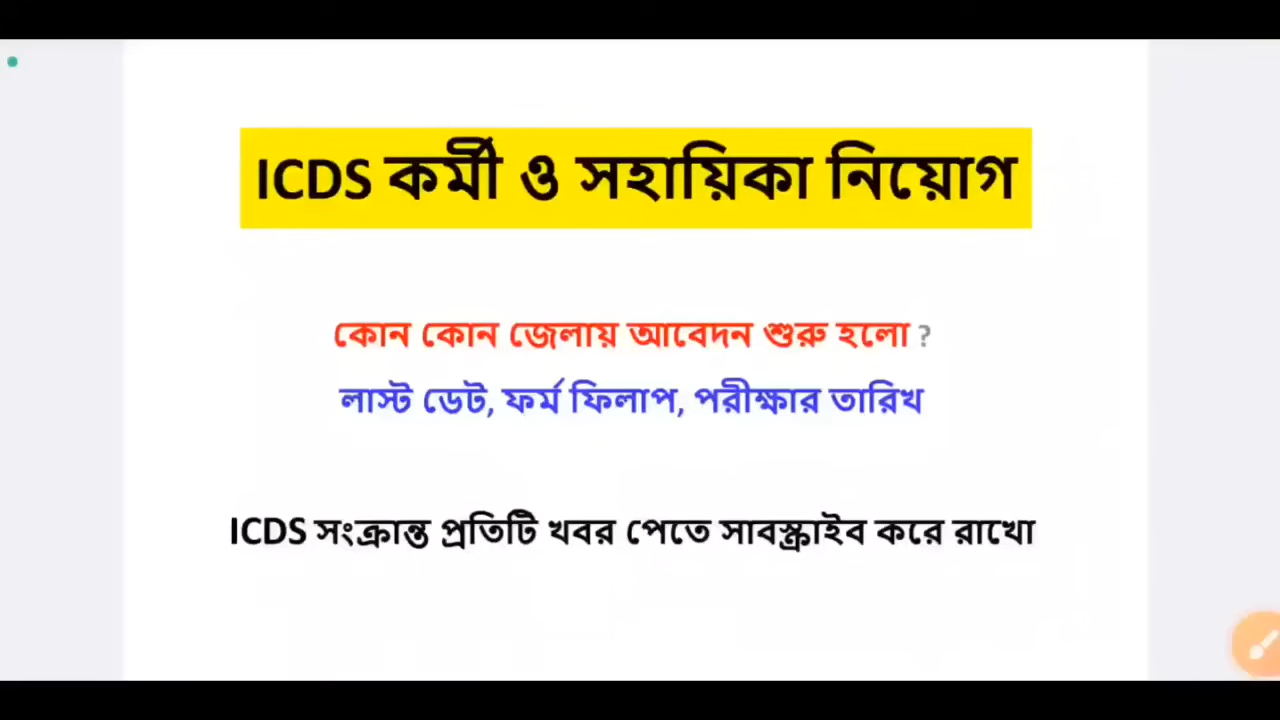 ICDS কর্মী ও সহায়িকা নিয়োগ
কোন কোন জেলায় আবেদন শুরু হলো ?
লাস্ট ডেট, ফর্ম ফিলাপ, পরীক্ষার তারিখ
ICDS সংক্রান্ত প্রতিটি খবর পেতে সাবস্ক্রাইব করে রাখো